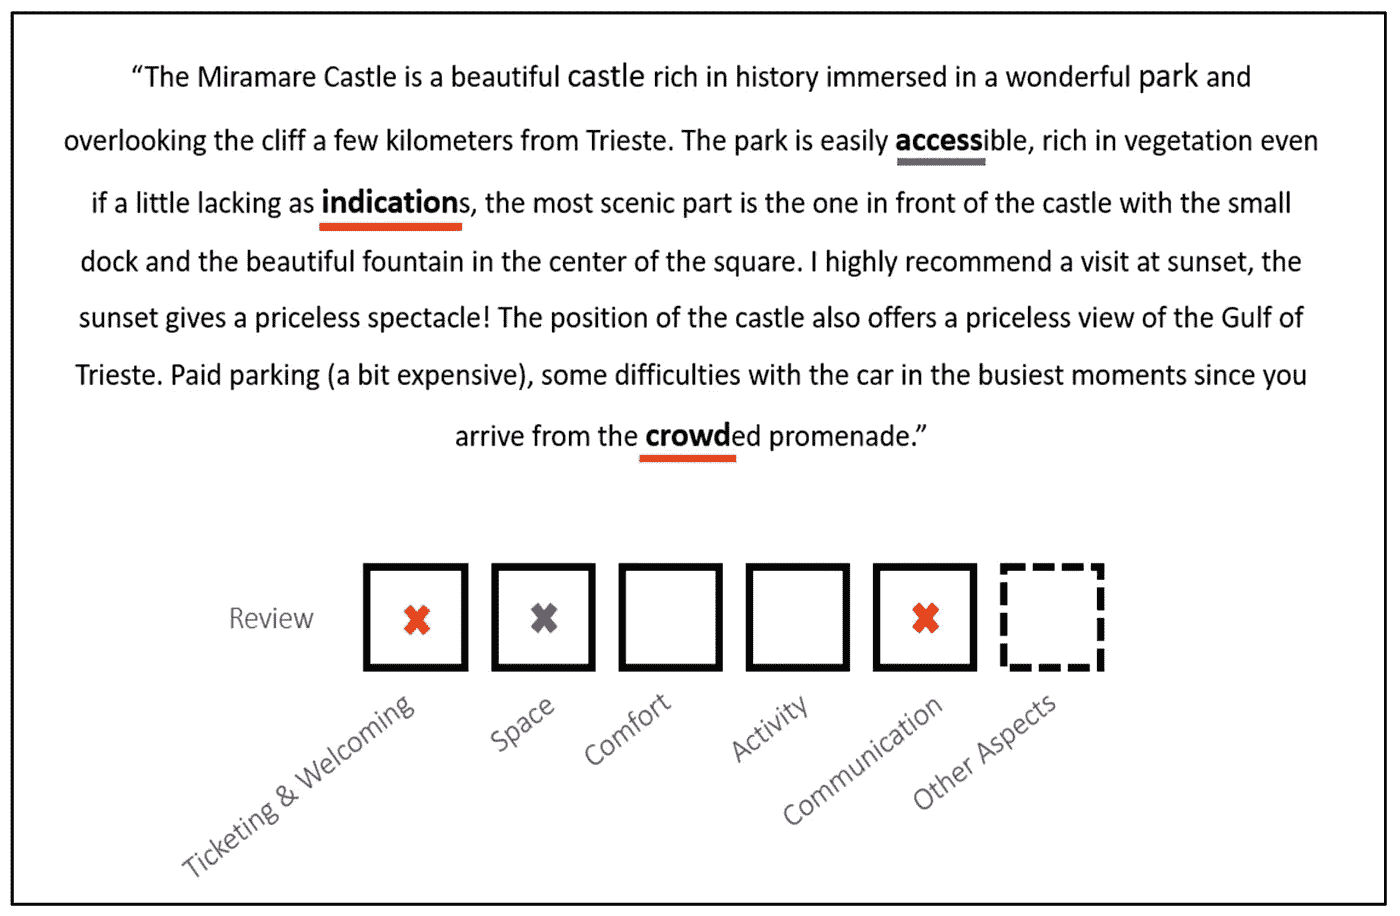 “The Miramare Castle is a beautiful castle rich in history immersed in a wonderful park and
overlooking the cliff a few kilometers from Trieste. The park is easily accessible, rich in vegetation even
if a little lacking as indications, the most scenic part is the one in front of the castle with the small
dock and the beautiful fountain in the center of the square. I highly recommend a visit at sunset, the
sunset gives a priceless spectacle! The position of the castle also offers a priceless view of the Gulf of
Trieste. Paid parking (a bit expensive), some difficulties with the car in the busiest moments since you
arrive from the crowded promenade.”
Review
Ticketing & Welcoming
Space
Comfort
Activity
Communication
Other Aspects